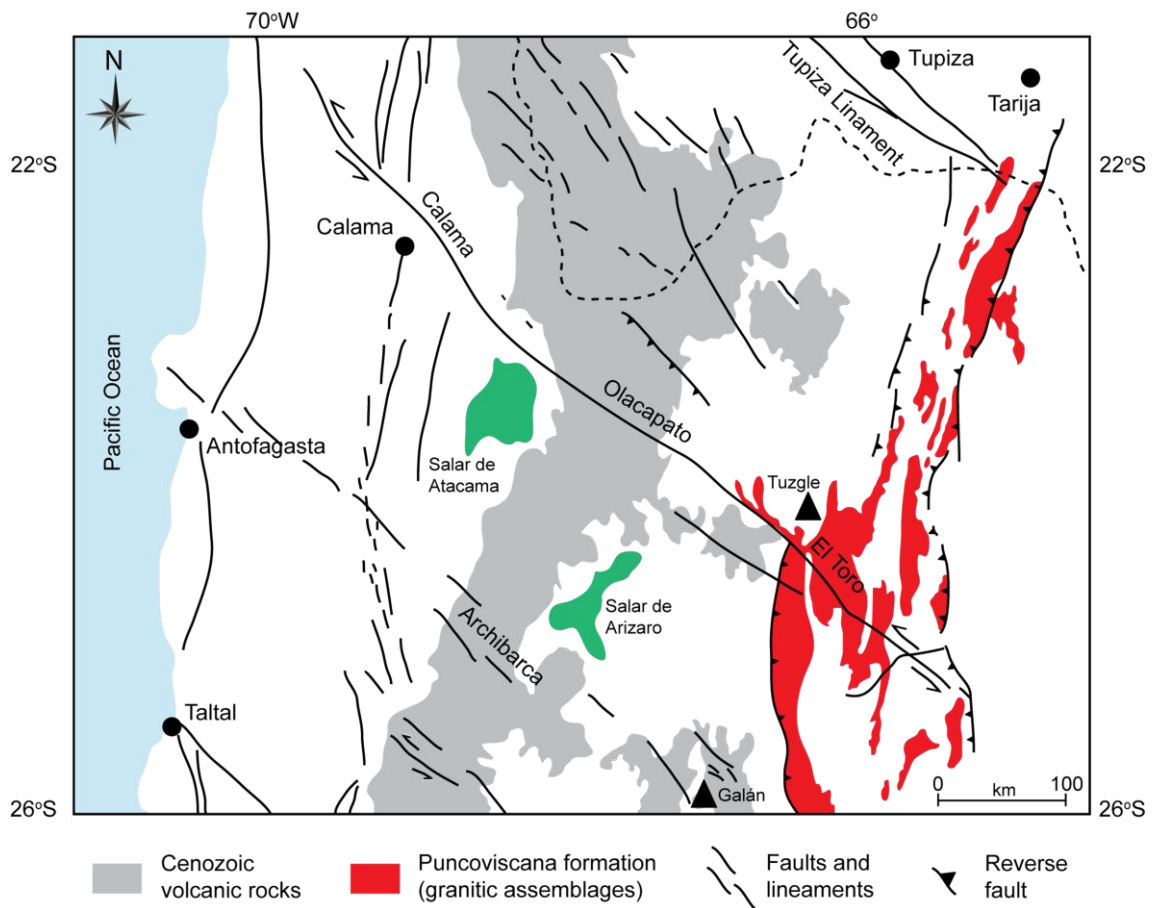 70°W
66°
N
Tupiza
Tarija
Tupiza Linament
22°S
22°S
Calama
Calama
Pacific Ocean
Olacapato
Antofagasta
Salar de
Atacama
Tuzgle
El Toro
Salar de
Arizaro
Archibarca
Taltal
Galán
0
100
km
26°S
26°S
Cenozoic
volcanic rocks
Puncoviscana formation
(granitic assemblages)
Faults and
lineaments
Reverse
fault